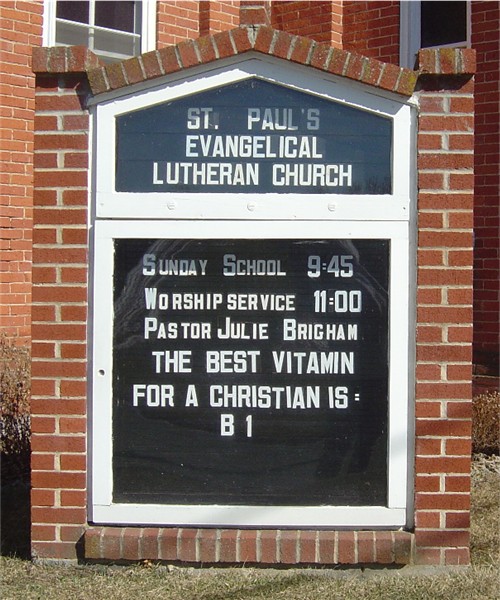 ST. PAUL'S
EVANGELICAL
LUTHERAN CHURCH
SUNDAY SCHOOL 9:45
WORSHIP SERVICE 11:00
PASTOR JULIE BRIGHAM
THE BEST VITAMIN
FOR A CHRISTIAN IS:
B 1